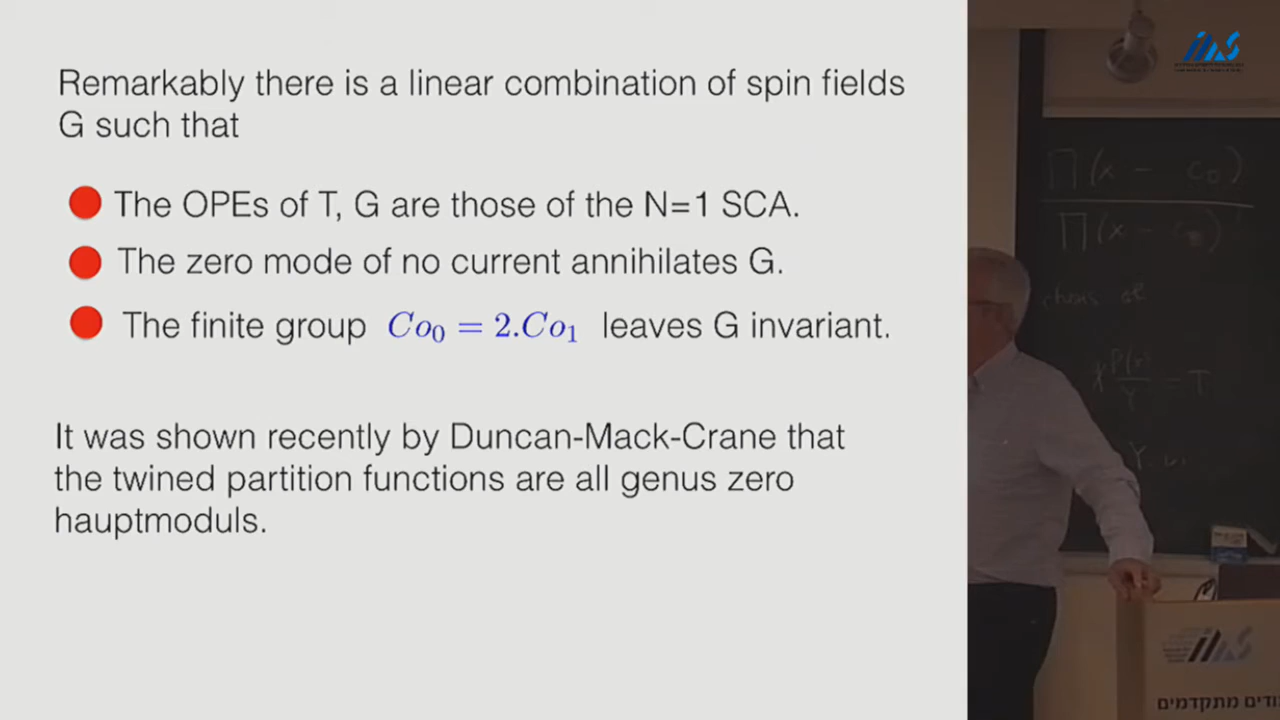 Remarkably there is a linear combination of spin fields
G such that
The OPEs of T, G are those of the N=1 SCA.
The zero mode of no current annihilates G.
The finite group Co₀ = 2.Co₁ leaves G invariant.
It was shown recently by Duncan-Mack-Crane that
the twined partition functions are all genus zero
hauptmoduls.
∏(x - c₀)
∏(x -